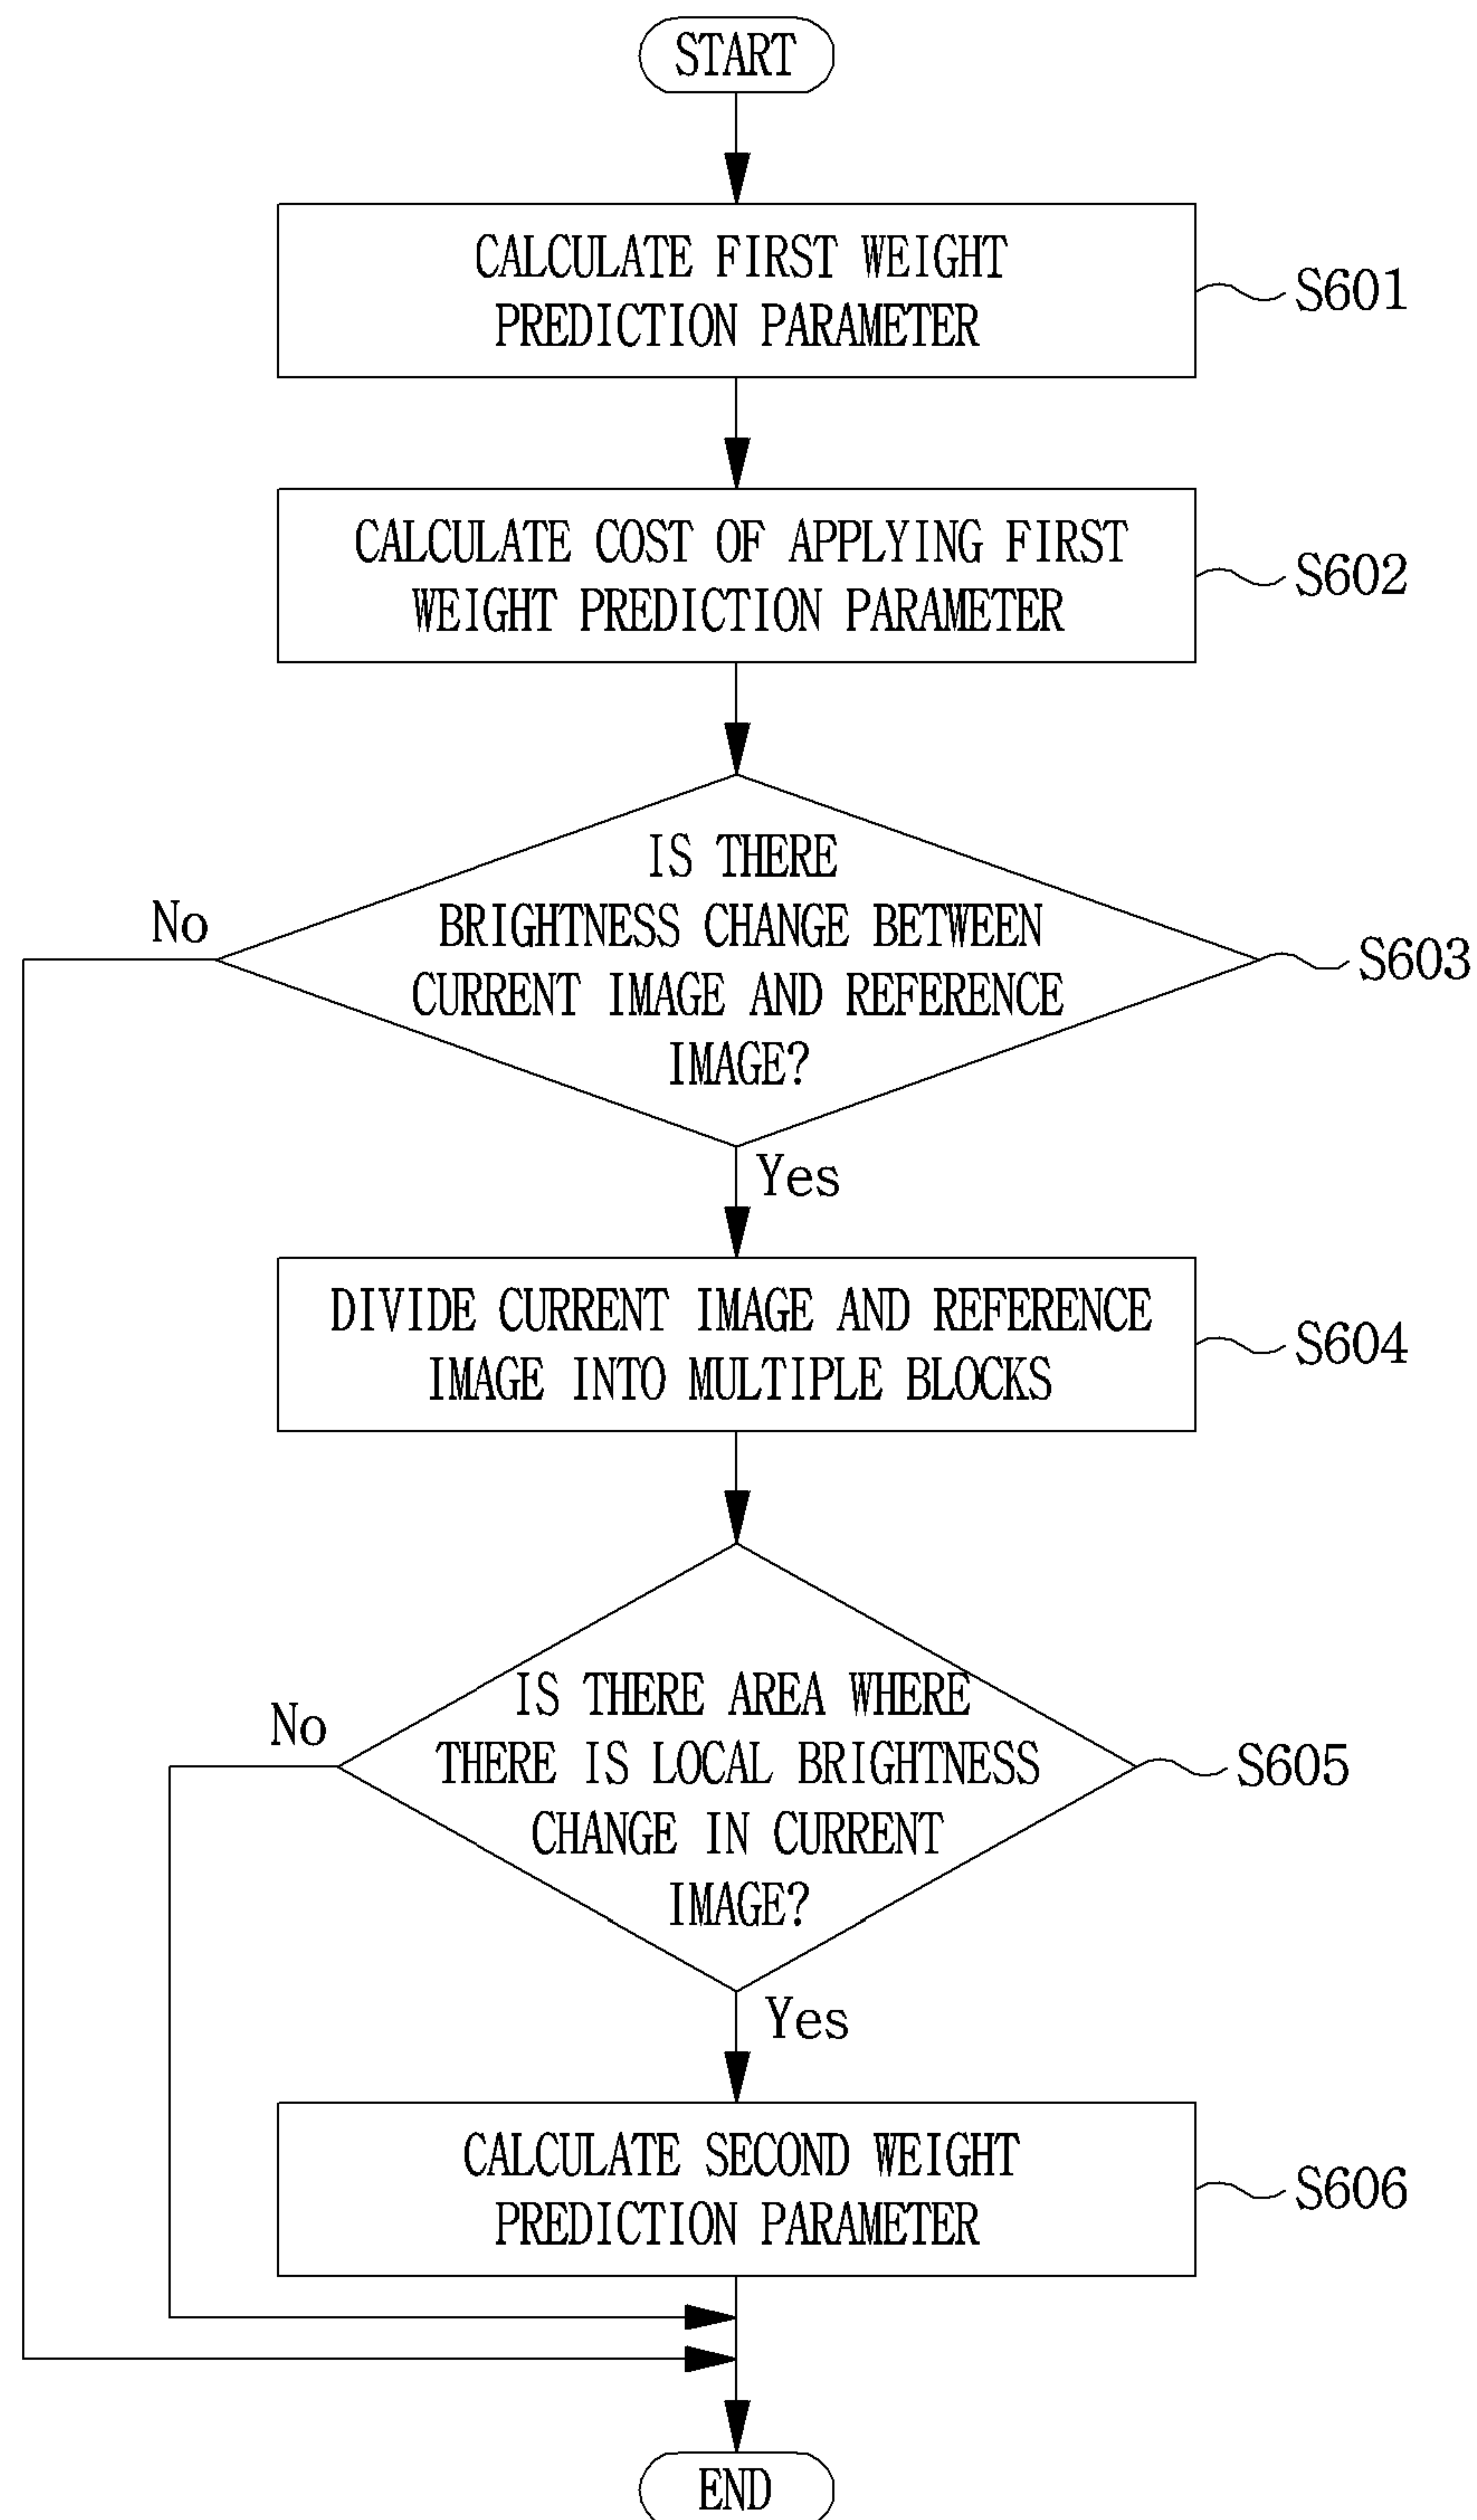 START
CALCULATE FIRST WEIGHT
PREDICTION PARAMETER
S601
CALCULATE COST OF APPLYING FIRST
WEIGHT PREDICTION PARAMETER
S602
IS THERE
BRIGHTNESS CHANGE BETWEEN
CURRENT IMAGE AND REFERENCE
IMAGE?
No
S603
Yes
DIVIDE CURRENT IMAGE AND REFERENCE
IMAGE INTO MULTIPLE BLOCKS
S604
IS THERE AREA WHERE
THERE IS LOCAL BRIGHTNESS
CHANGE IN CURRENT
IMAGE?
No
S605
Yes
CALCULATE SECOND WEIGHT
PREDICTION PARAMETER
S606
END